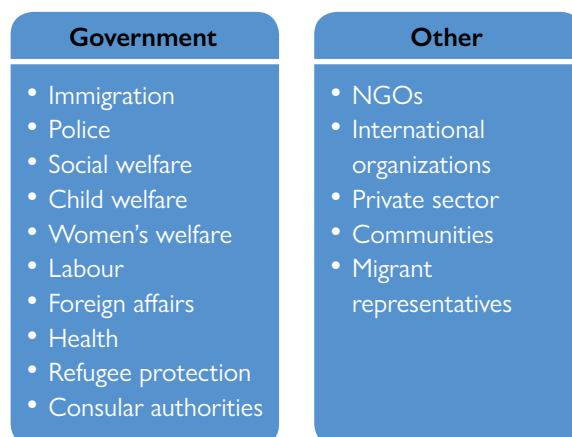 Government
• Immigration
• Police
• Social welfare
• Child welfare
• Women's welfare
• Labour
• Foreign affairs
• Health
• Refugee protection
• Consular authorities
Other
• NGOs
• International
organizations
• Private sector
• Communities
• Migrant
representatives